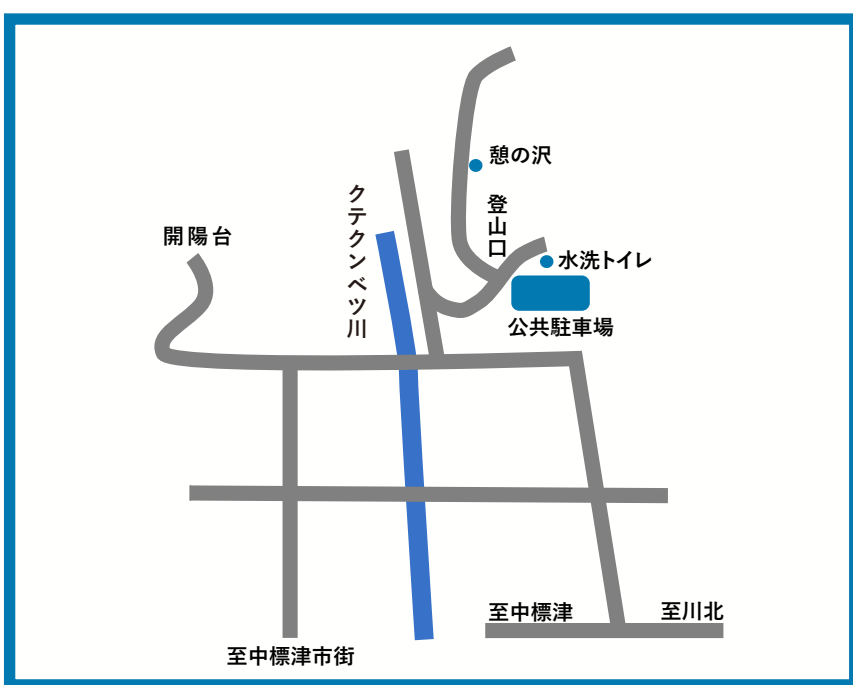 憩の沢
クテクンベツ川
登山口
開陽台
水洗トイレ
公共駐車場
至中標津
至川北
至中標津市街